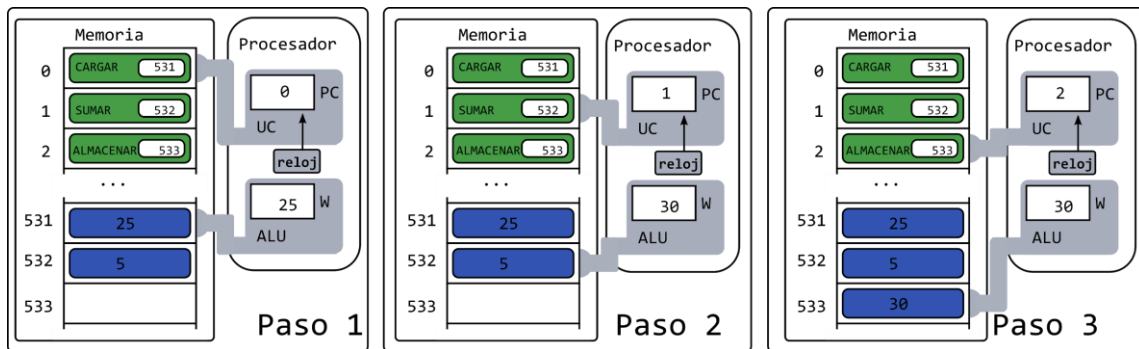 Memoria
Procesador
0
CARGAR 531
0 PC
1
SUMAR 532
UC
2
ALMACENAR 533
reloj
...
25 W
531
25
ALU
532
5
533
Paso 1
Memoria
Procesador
0
CARGAR 531
1 PC
1
SUMAR 532
UC
2
ALMACENAR 533
reloj
...
30 W
531
25
ALU
532
5
533
Paso 2
Memoria
Procesador
0
CARGAR 531
2 PC
1
SUMAR 532
UC
2
ALMACENAR 533
reloj
...
30 W
531
25
ALU
532
5
533
30
Paso 3